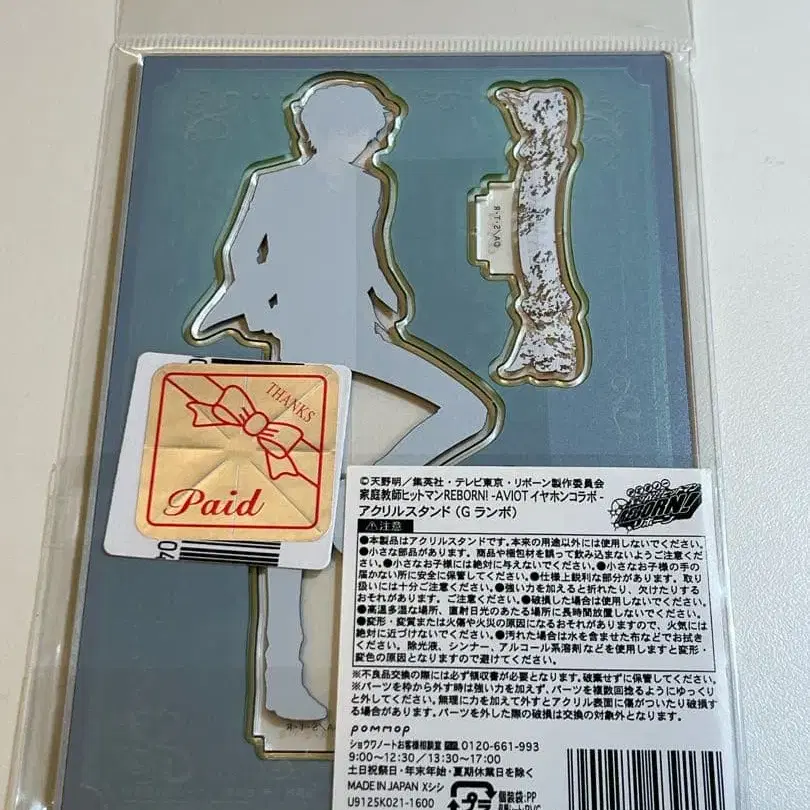 THANKS
Paid
©天野明／集英社・テレビ東京・リボーン製作委員会
家庭教師ヒットマンREBORN! -AVIOT イヤホンコラボ-
アクリルスタンド（G ランボ）
REBORN!
⚠注意
●本製品はアクリルスタンドです。本来の用途以外には使用しないでください。
●小さな部品があります。商品や梱包材を誤って飲み込まないようご注意くださ
い。●小さなお子様には絶対に与えないでください。●小さなお子様の手の
届かない所に安全に保管してください。●仕様上鋭利な部分があります。取り
扱いには十分ご注意ください。●強い力を加えると折れたり、欠けたりする
おそれがあります。ご注意ください。●破損した場合は使用しないでください。
●高温多湿な場所、直射日光のあたる場所に長時間放置しないでください。
●変形・変質または火傷や火災の原因になるおそれがありますので、火気には
絶対に近づけないでください。●汚れた場合は水を含ませた布などでお拭き
ください。除光液、シンナー、アルコール系溶剤などを使用しますと変形・
変色の原因となりますので避けてください。
※不良品交換の際には必ず領収書が必要となります。破棄せずに保管してください。
※パーツを枠から外す時は強い力を加えず、パーツを複数回捻るようにゆっくり
と外してください。無理に力を加えて外すとアクリル表面に傷がついたり破損す
る場合があります。パーツを外した際の破損は交換の対象外となります。
pommop
ショウワノートお客様相談室 0120-661-993
9:00～12:30／13:30～17:00
土日祝祭日・年末年始・夏期休業日を除く
MADE IN JAPAN Xシシ
U9125K021-1600
プラ
個装袋:PP